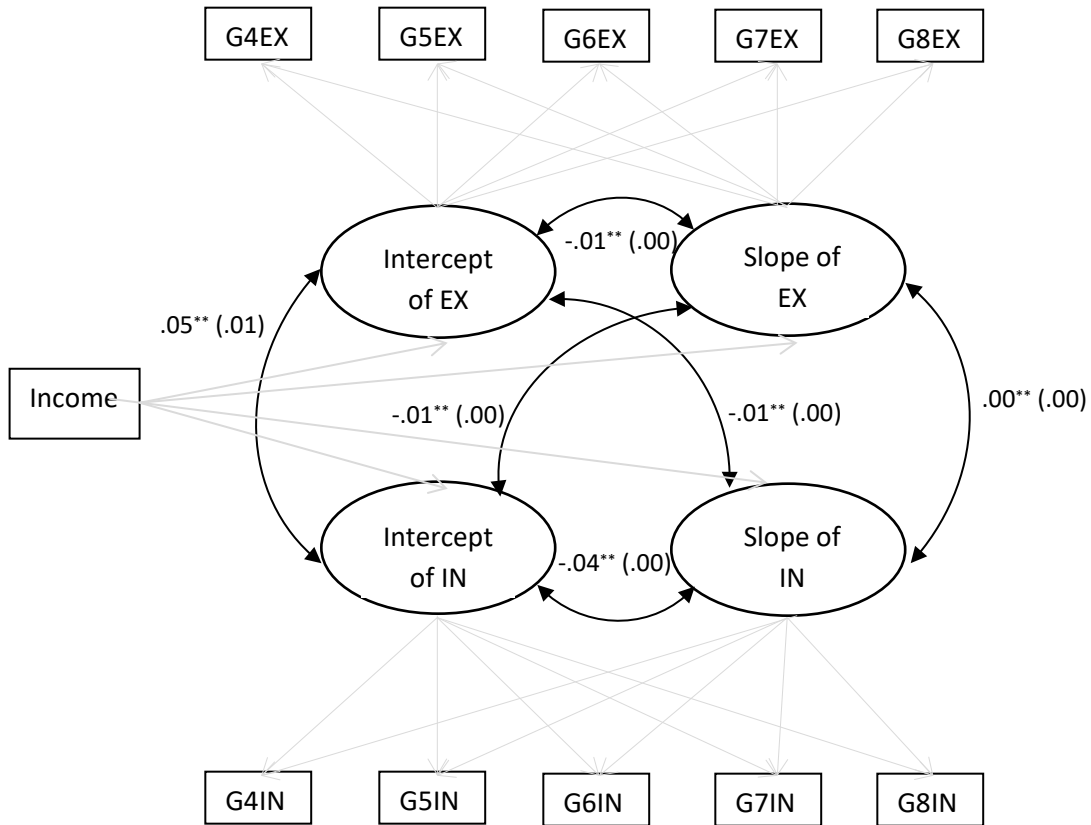 G4EX
G5EX
G6EX
G7EX
G8EX
-.01** (.00)
Intercept
of EX
Slope of
EX
.05** (.01)
Income
-.01** (.00)
-.01** (.00)
.00** (.00)
Intercept
of IN
-.04** (.00)
Slope of
IN
G4IN
G5IN
G6IN
G7IN
G8IN